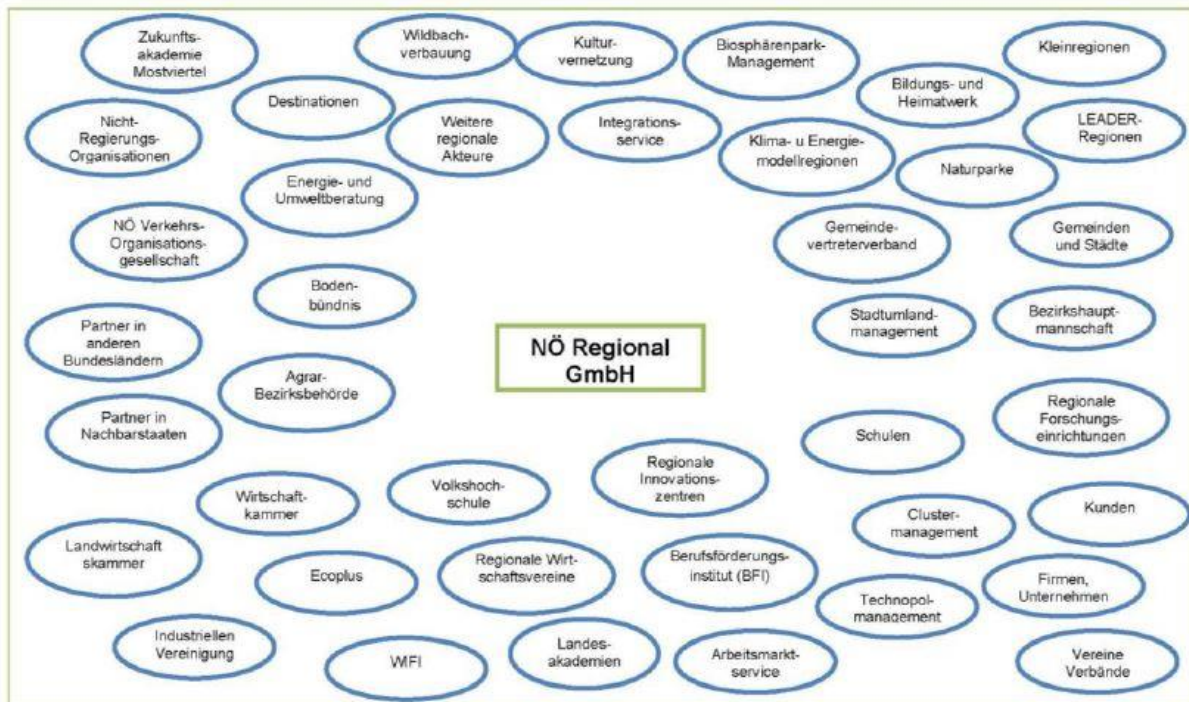 Zukunfts-
akademie
Mostviertel
Wildbach-
verbauung
Kultur-
vernetzung
Biosphärenpark-
Management
Kleinregionen
Destinationen
Bildungs- und
Heimatwerk
Nicht-
Regierungs-
Organisationen
Weitere
regionale
Akteure
Integrations-
service
Klima- u Energie-
modellregionen
LEADER-
Regionen
Naturparke
Energie- und
Umweltberatung
NÖ Verkehrs-
Organisations-
gesellschaft
Gemeinde-
vertreterverband
Gemeinden
und Städte
Boden-
bündnis
Stadtumland-
management
Bezirkshaupt-
mannschaft
Partner in
anderen
Bundesländern
NÖ Regional
GmbH
Agrar-
Bezirksbehörde
Partner in
Nachbarstaaten
Schulen
Regionale
Forschungs-
einrichtungen
Wirtschaft-
kammer
Volkshoch-
schule
Regionale
Innovations-
zentren
Cluster-
management
Kunden
Landwirtschaft
skammer
Ecoplus
Regionale Wirt-
schaftsvereine
Berufsförderungs-
institut (BFI)
Technopol-
management
Firmen,
Unternehmen
Industriellen
Vereinigung
WIFI
Landes-
akademien
Arbeitsmarkt-
service
Vereine
Verbände